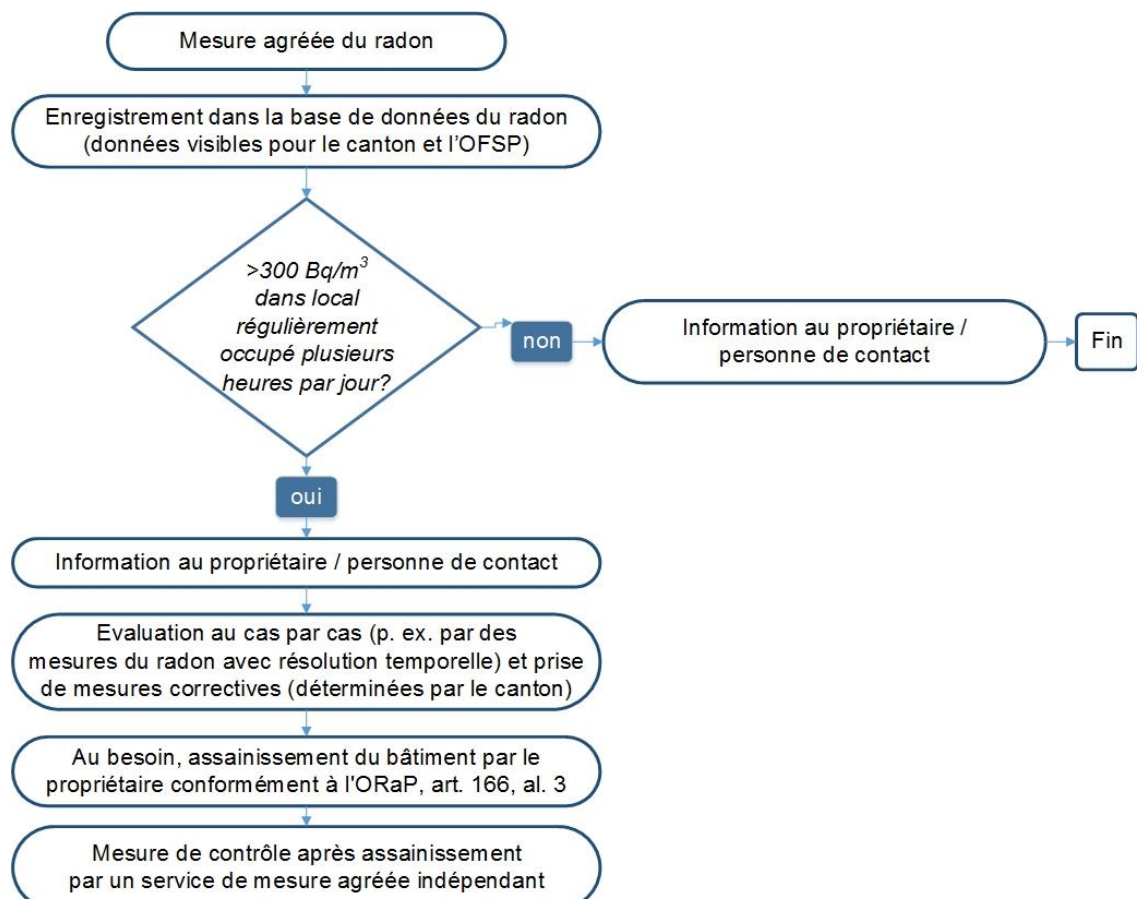 Mesure agréée du radon
Enregistrement dans la base de données du radon
(données visibles pour le canton et l'OFSP)
>300 Bq/m³
dans local
régulièrement
occupé plusieurs
heures par jour?
non
Information au propriétaire /
personne de contact
Fin
oui
Information au propriétaire / personne de contact
Evaluation au cas par cas (p. ex. par des
mesures du radon avec résolution temporelle) et prise
de mesures correctives (déterminées par le canton)
Au besoin, assainissement du bâtiment par le
propriétaire conformément à l'ORaP, art. 166, al. 3
Mesure de contrôle après assainissement
par un service de mesure agréée indépendant